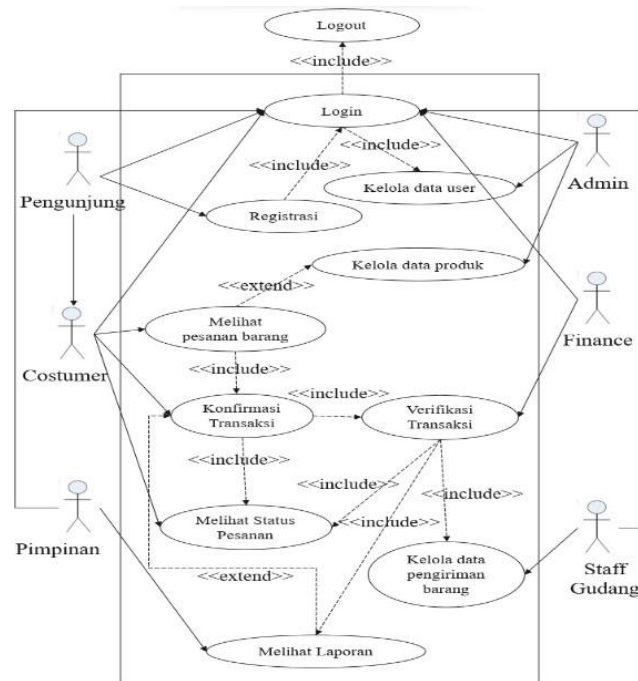 Logout
<<include>>
Login
<<include>>
<<include>>
Pengunjung
Admin
Kelola data user
Registrasi
Kelola data produk
<<extend>>
Melihat
pesanan barang
Costumer
Finance
<<include>>
<<include>>
Konfirmasi
Transaksi
Verifikasi
Transaksi
<<include>>
<<include>>
<<include>>
<<include>>
Melihat Status
Pesanan
Pimpinan
Staff
Gudang
Kelola data
pengiriman
barang
<<extend>>
Melihat Laporan